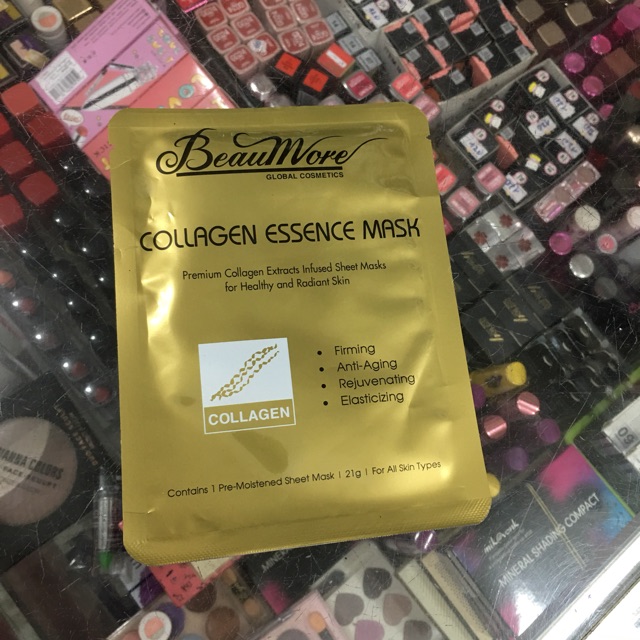 BeauMore
GLOBAL COSMETICS
COLLAGEN ESSENCE MASK
Premium Collagen Extracts Infused Sheet Masks
for Healthy and Radiant Skin
• Firming
• Anti-Aging
• Rejuvenating
• Elasticizing
COLLAGEN
Contains 1 Pre-Moistened Sheet Mask | 21g | For All Skin Types
COLORS
MINERAL SHADING COMPACT